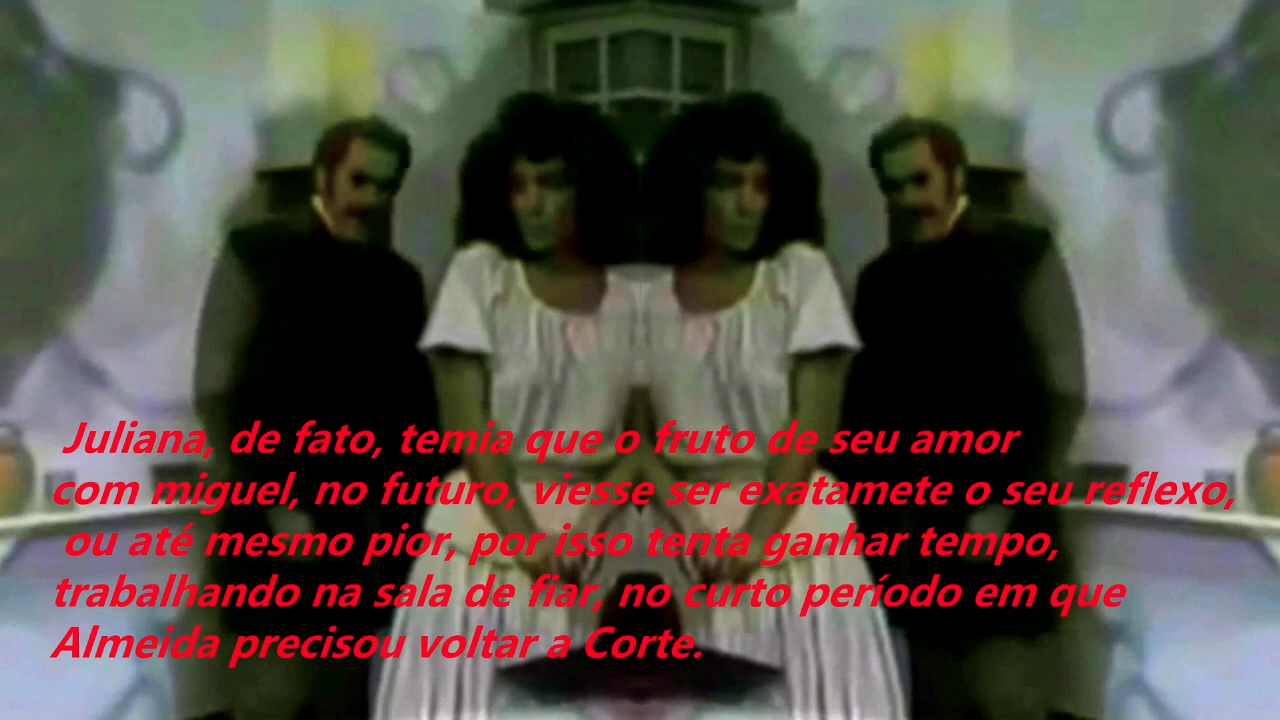 Juliana, de fato, temia que o fruto de seu amor
com miguel, no futuro, viesse ser exatamete o seu reflexo,
ou até mesmo pior, por isso tenta ganhar tempo,
trabalhando na sala de fiar, no curto período em que
Almeida precisou voltar a Corte.